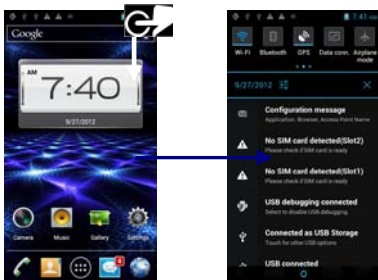 Google
AM
7:40
9/27/2012
Camera
Music
Gallery
Settings
7:41 AM
Wi-Fi
Bluetooth
GPS
Data conn.
Airplane mode
9/27/2012
Configuration message
Application: Browser, Access Point Name
No SIM card detected(Slot2)
Please check if SIM card is ready
No SIM card detected(Slot1)
Please check if SIM card is ready
USB debugging connected
Select to disable USB debugging.
Connected as USB Storage
Touch for other USB options
USB connected